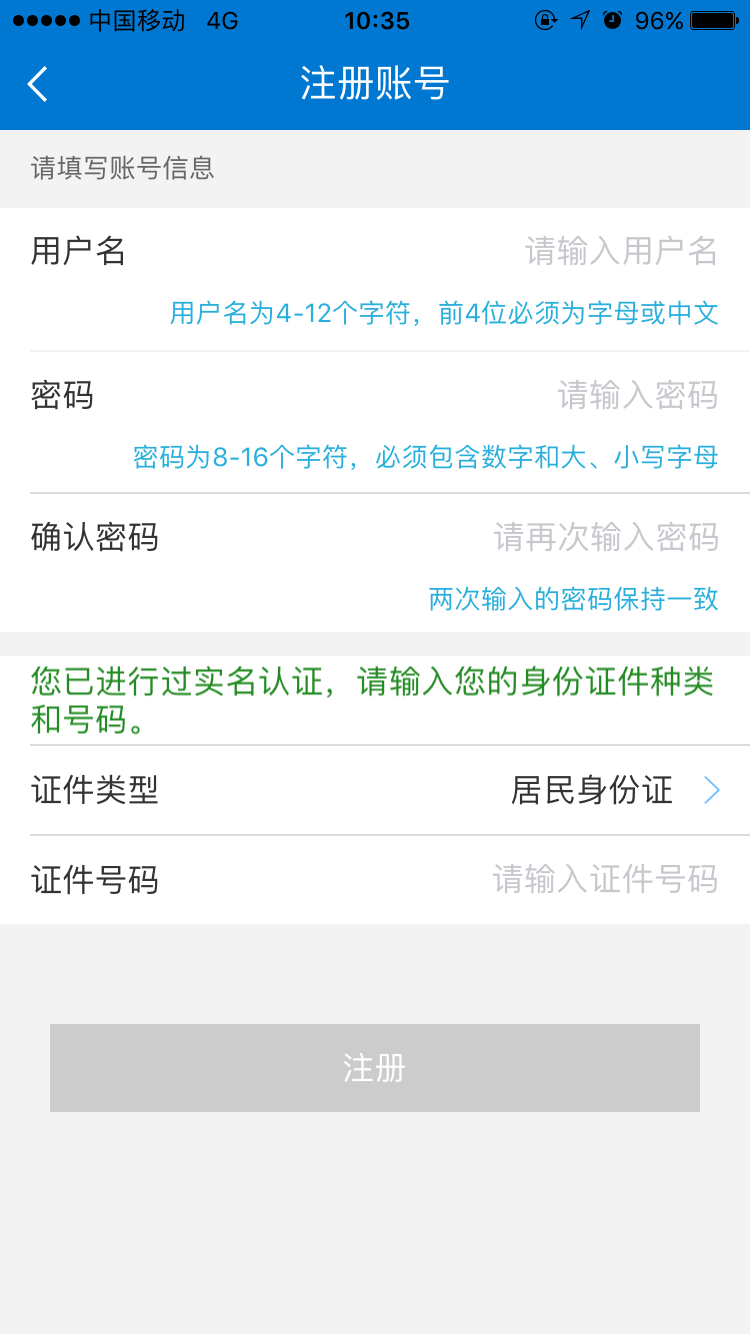 中国移动 4G 10:35 96%
注册账号
请填写账号信息
用户名 请输入用户名
用户名为4-12个字符，前4位必须为字母或中文
密码 请输入密码
密码为8-16个字符，必须包含数字和大、小写字母
确认密码 请再次输入密码
两次输入的密码保持一致
您已进行过实名认证，请输入您的身份证件种类
和号码。
证件类型 居民身份证
证件号码 请输入证件号码
注册